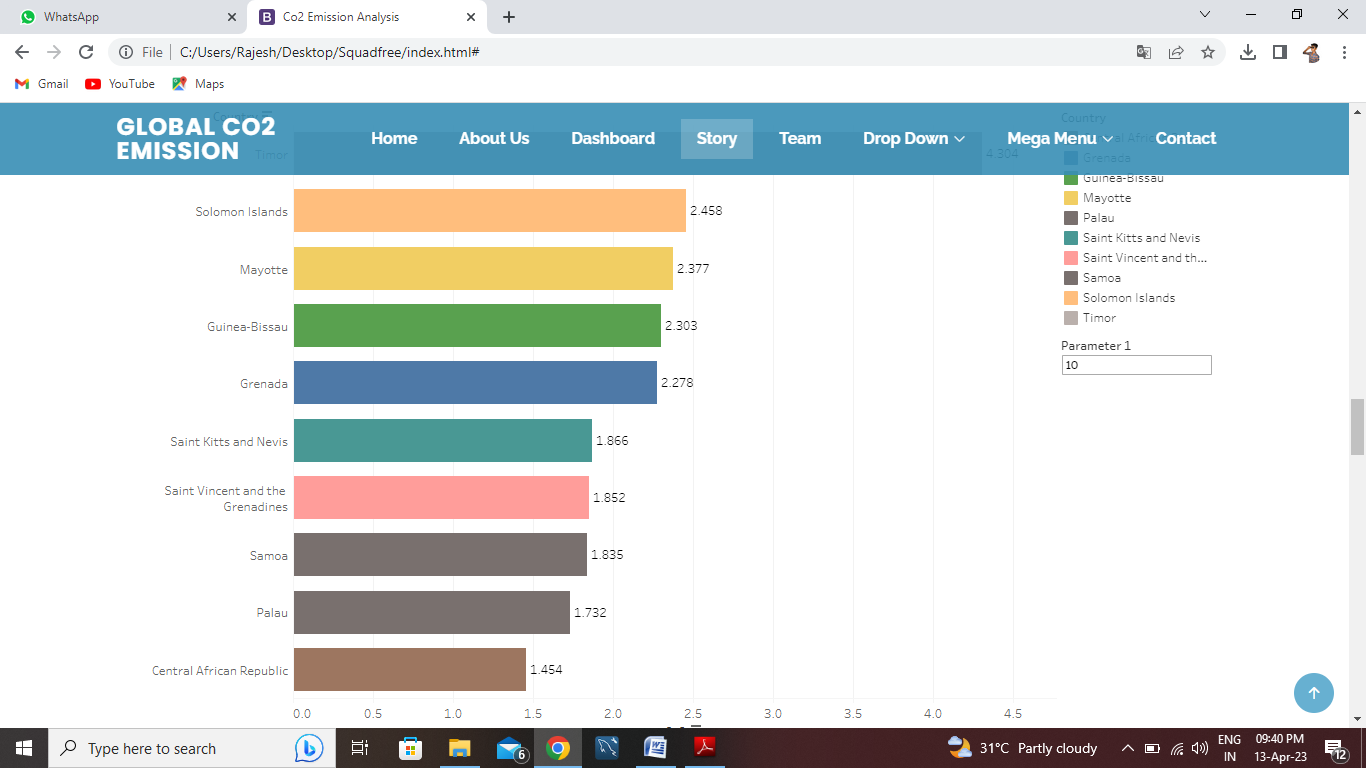 WhatsApp
Co2 Emission Analysis
File C:/Users/Rajesh/Desktop/Squadfree/index.html#
Gmail YouTube Maps
GLOBAL CO2
EMISSION
Home About Us Dashboard Story Team Drop Down Mega Menu Contact
Country
Timor 4.304
Grenada
Guinea-Bissau
Mayotte
Palau
Saint Kitts and Nevis
Saint Vincent and th...
Samoa
Solomon Islands
Timor
Parameter 1
10
Solomon Islands 2.458
Mayotte 2.377
Guinea-Bissau 2.303
Grenada 2.278
Saint Kitts and Nevis 1.866
Saint Vincent and the
Grenadines 1.852
Samoa 1.835
Palau 1.732
Central African Republic 1.454
0.0 0.5 1.0 1.5 2.0 2.5 3.0 3.5 4.0 4.5
Type here to search
6
31°C Partly cloudy
ENG
IN
09:40 PM
13-Apr-23
12